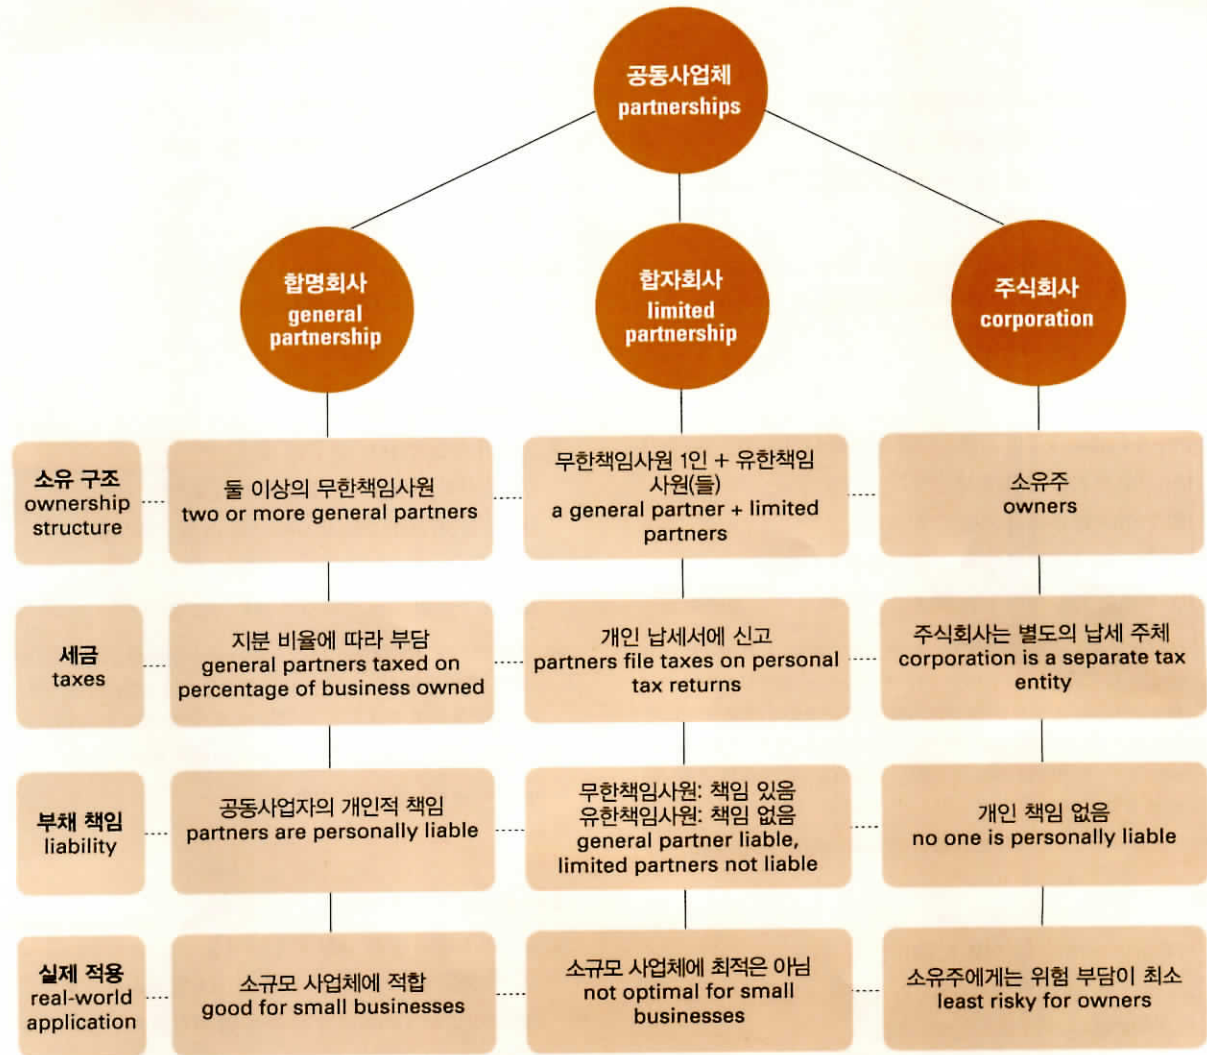 공동사업체
partnerships
합명회사
general
partnership
합자회사
limited
partnership
주식회사
corporation
소유 구조
ownership
structure
둘 이상의 무한책임사원
two or more general partners
무한책임사원 1인 + 유한책임
사원(들)
a general partner + limited
partners
소유주
owners
세금
taxes
지분 비율에 따라 부담
general partners taxed on
percentage of business owned
개인 납세서에 신고
partners file taxes on personal
tax returns
주식회사는 별도의 납세 주체
corporation is a separate tax
entity
부채 책임
liability
공동사업자의 개인적 책임
partners are personally liable
무한책임사원: 책임 있음
유한책임사원: 책임 없음
general partner liable,
limited partners not liable
개인 책임 없음
no one is personally liable
실제 적용
real-world
application
소규모 사업체에 적합
good for small businesses
소규모 사업체에 최적은 아님
not optimal for small
businesses
소유주에게는 위험 부담이 최소
least risky for owners